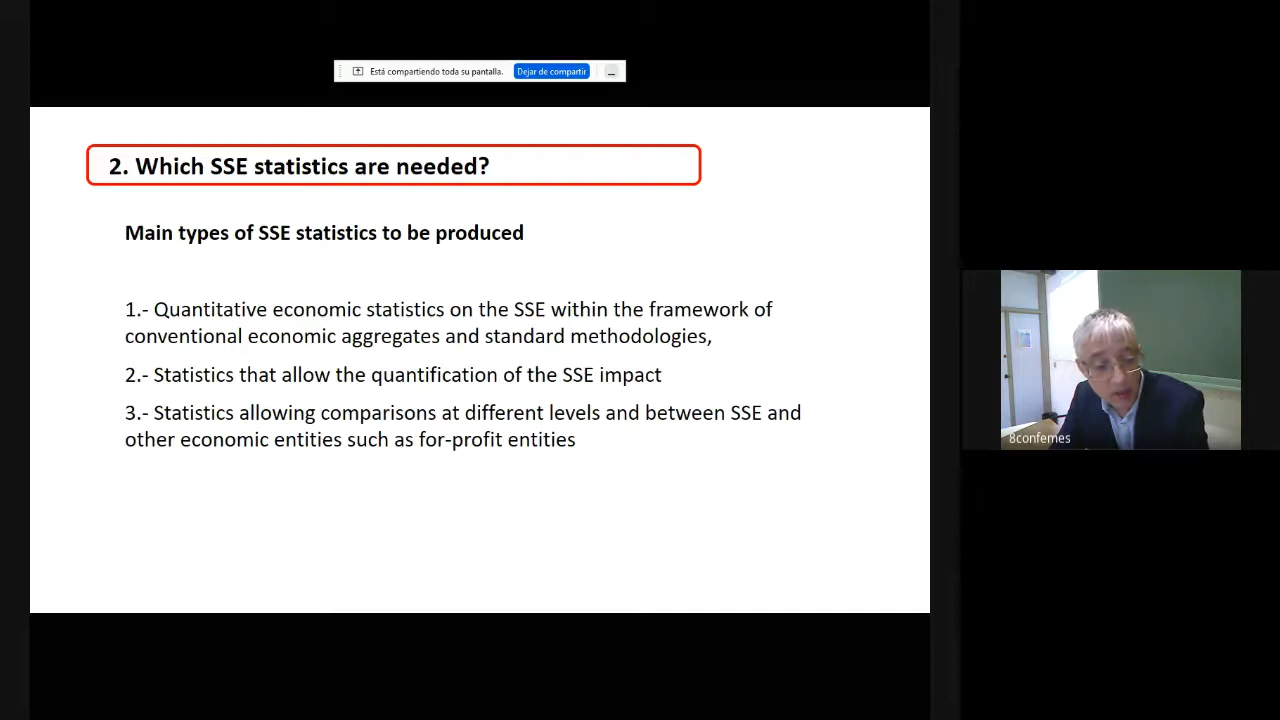 Está compartiendo toda su pantalla. Dejar de compartir
2. Which SSE statistics are needed?
Main types of SSE statistics to be produced
1.- Quantitative economic statistics on the SSE within the framework of
conventional economic aggregates and standard methodologies,
2.- Statistics that allow the quantification of the SSE impact
3.- Statistics allowing comparisons at different levels and between SSE and
other economic entities such as for-profit entities
8confemes